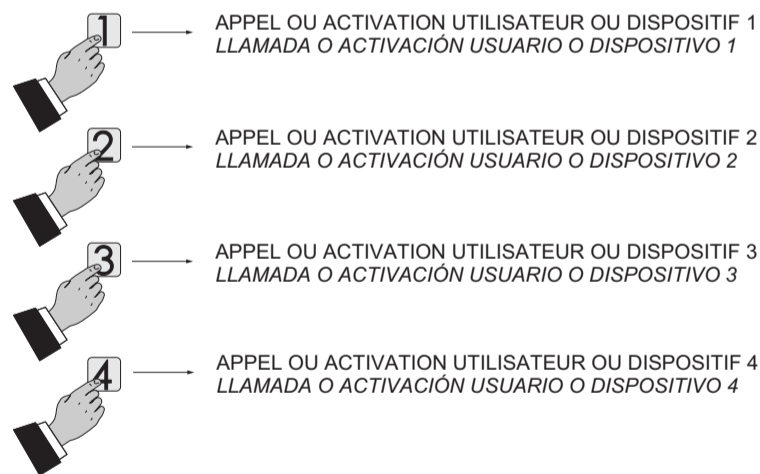 1
APPEL OU ACTIVATION UTILISATEUR OU DISPOSITIF 1
LLAMADA O ACTIVACIÓN USUARIO O DISPOSITIVO 1
2
APPEL OU ACTIVATION UTILISATEUR OU DISPOSITIF 2
LLAMADA O ACTIVACIÓN USUARIO O DISPOSITIVO 2
3
APPEL OU ACTIVATION UTILISATEUR OU DISPOSITIF 3
LLAMADA O ACTIVACIÓN USUARIO O DISPOSITIVO 3
4
APPEL OU ACTIVATION UTILISATEUR OU DISPOSITIF 4
LLAMADA O ACTIVACIÓN USUARIO O DISPOSITIVO 4